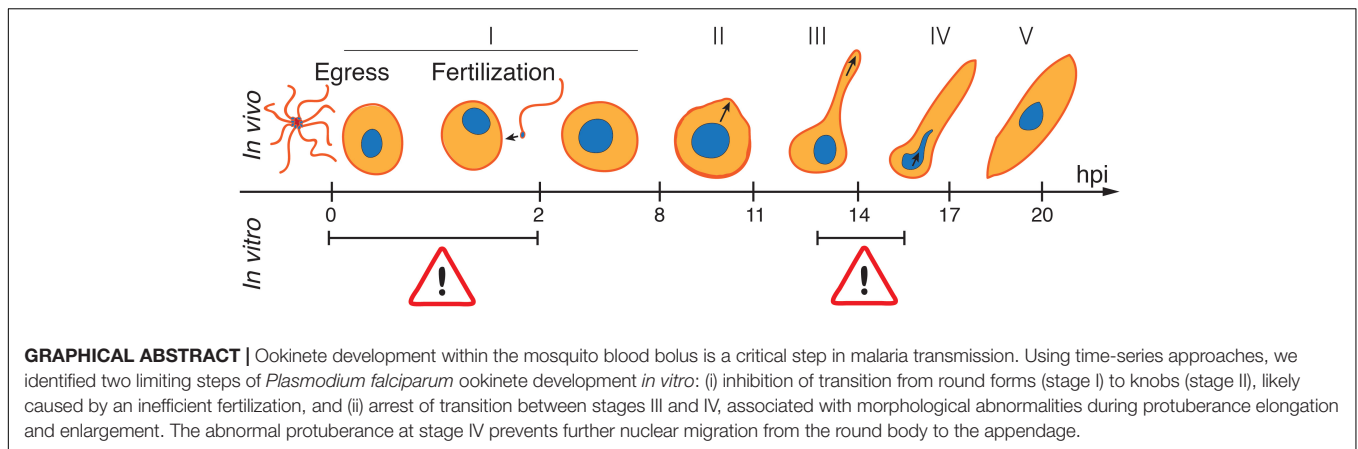 I II III IV V
Egress Fertilization
In vivo
hpi
0 2 8 11 14 17 20
In vitro
! !
GRAPHICAL ABSTRACT | Ookinete development within the mosquito blood bolus is a critical step in malaria transmission. Using time-series approaches, we
identified two limiting steps of Plasmodium falciparum ookinete development in vitro: (i) inhibition of transition from round forms (stage I) to knobs (stage II), likely
caused by an inefficient fertilization, and (ii) arrest of transition between stages III and IV, associated with morphological abnormalities during protuberance elongation
and enlargement. The abnormal protuberance at stage IV prevents further nuclear migration from the round body to the appendage.